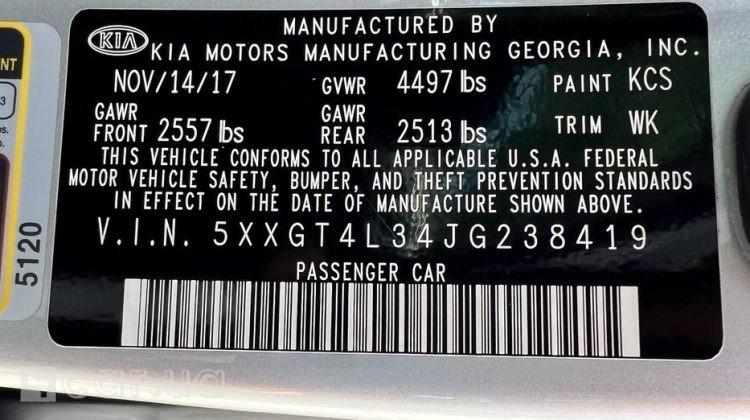 MANUFACTURED BY
KIA KIA MOTORS MANUFACTURING GEORGIA, INC.
NOV/14/17 GVWR 4497 lbs PAINT KCS
GAWR FRONT 2557 lbs GAWR REAR 2513 lbs TRIM WK
THIS VEHICLE CONFORMS TO ALL APPLICABLE U.S.A. FEDERAL
MOTOR VEHICLE SAFETY, BUMPER, AND THEFT PREVENTION STANDARDS
IN EFFECT ON THE DATE OF MANUFACTURE SHOWN ABOVE.
V.I.N. 5XXGT4L34JG238419
PASSENGER CAR
5120